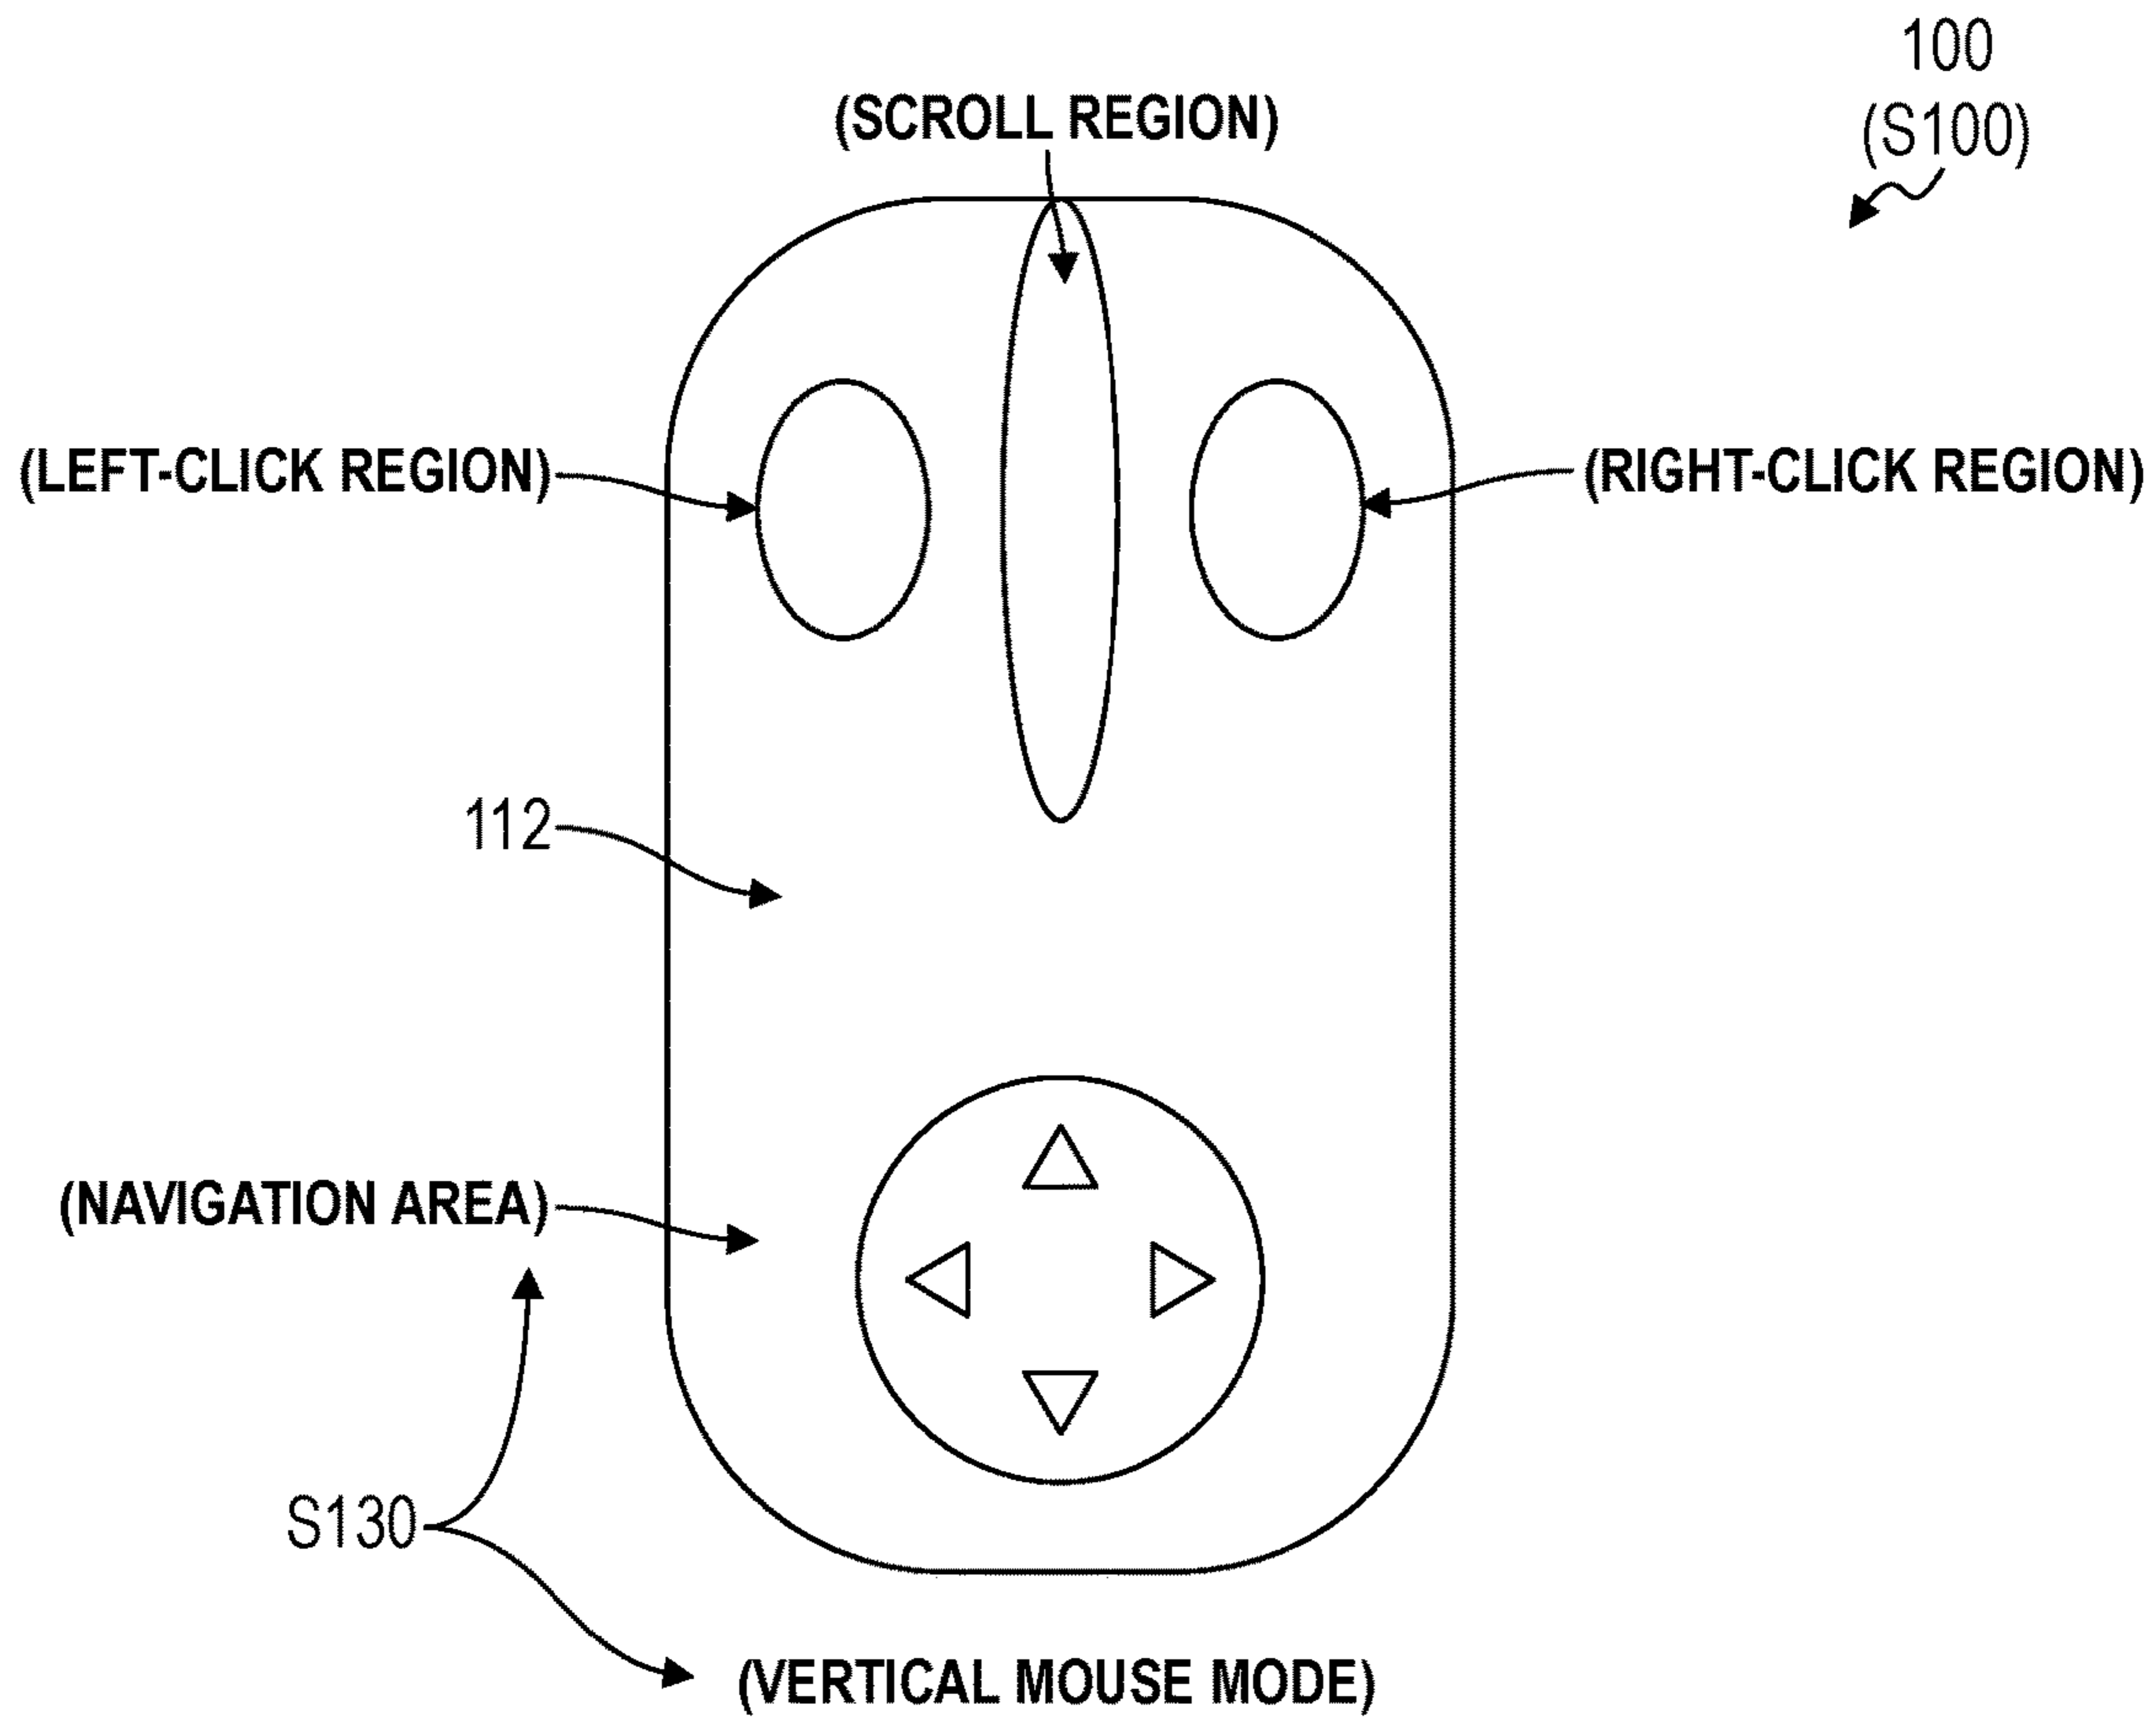 100
(SCROLL REGION)
(S100)
(LEFT-CLICK REGION)
(RIGHT-CLICK REGION)
112
(NAVIGATION AREA)
S130
(VERTICAL MOUSE MODE)